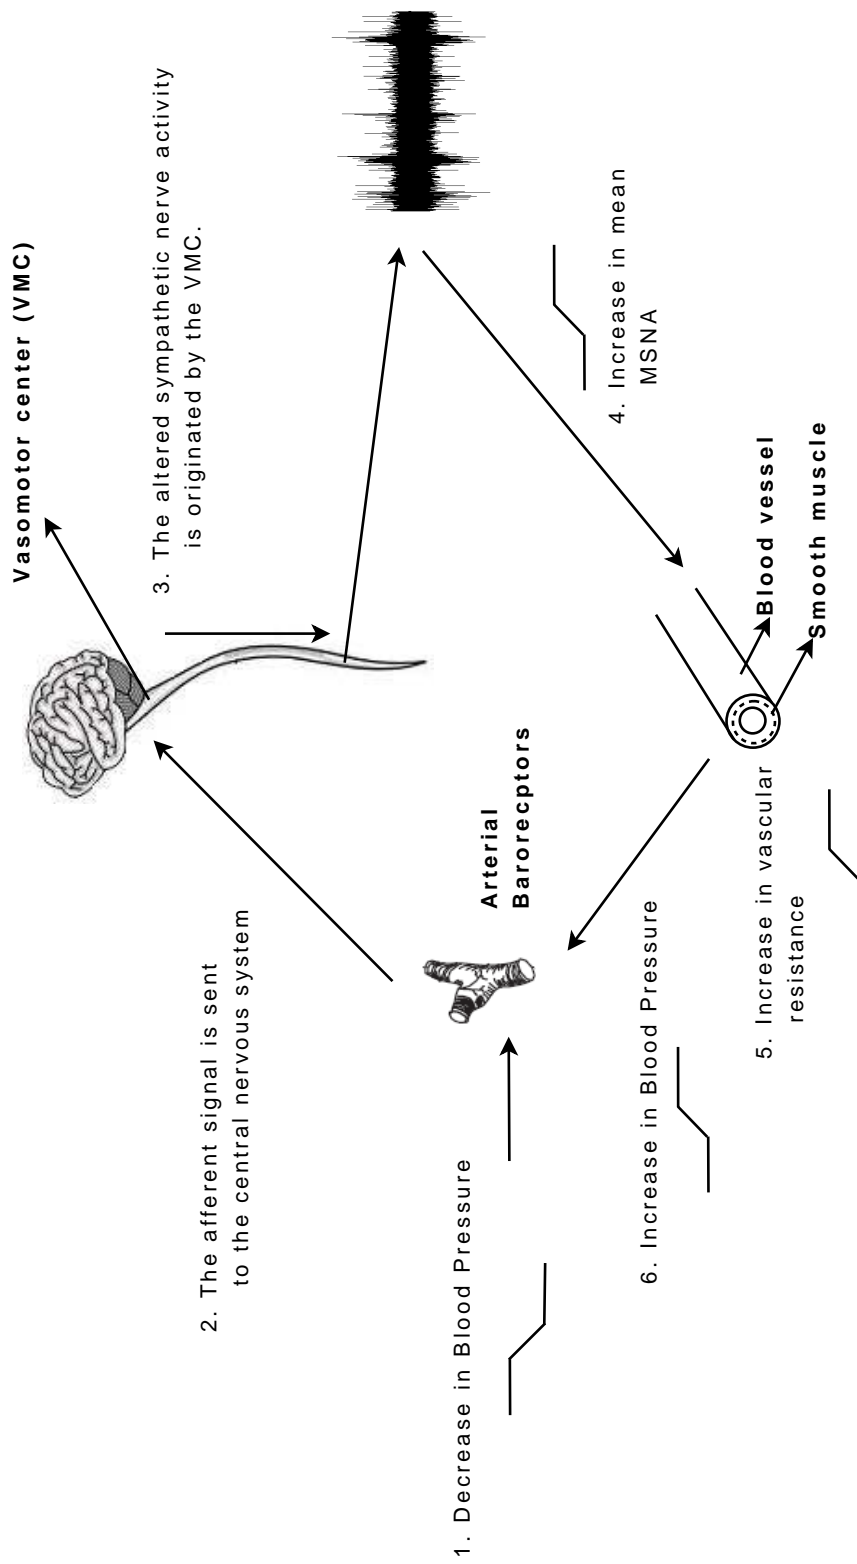 Vasomotor center (VMC)
3. The altered sympathetic nerve activity
is originated by the VMC.
2. The afferent signal is sent
to the central nervous system
Arterial
Barorecptors
1. Decrease in Blood Pressure
4. Increase in mean
MSNA
Blood vessel
Smooth muscle
5. Increase in vascular
resistance
6. Increase in Blood Pressure